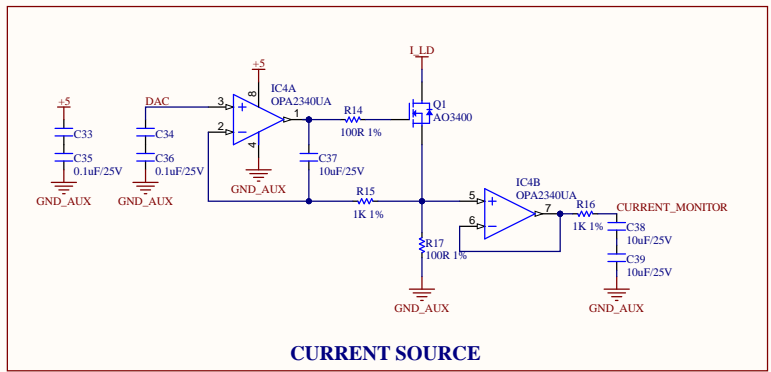 I_LD
+5
IC4A
OPA2340UA
+5
DAC
3
8
1
2
4
R14
100R 1%
Q1
AO3400
C33
C35
0.1uF/25V
GND_AUX
C34
C36
0.1uF/25V
GND_AUX
GND_AUX
C37
10uF/25V
R15
1K 1%
IC4B
OPA2340UA
5
6
7
R16
1K 1%
CURRENT_MONITOR
C38
10uF/25V
C39
10uF/25V
R17
100R 1%
GND_AUX
GND_AUX
CURRENT SOURCE